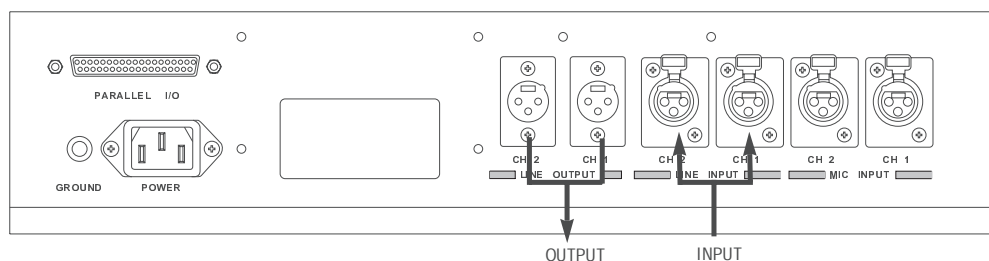 PARALLEL I/O
GROUND
POWER
CH 2
CH 1
CH 2
CH 1
CH 2
CH 1
LINE OUTPUT
LINE INPUT
MIC INPUT
OUTPUT
INPUT